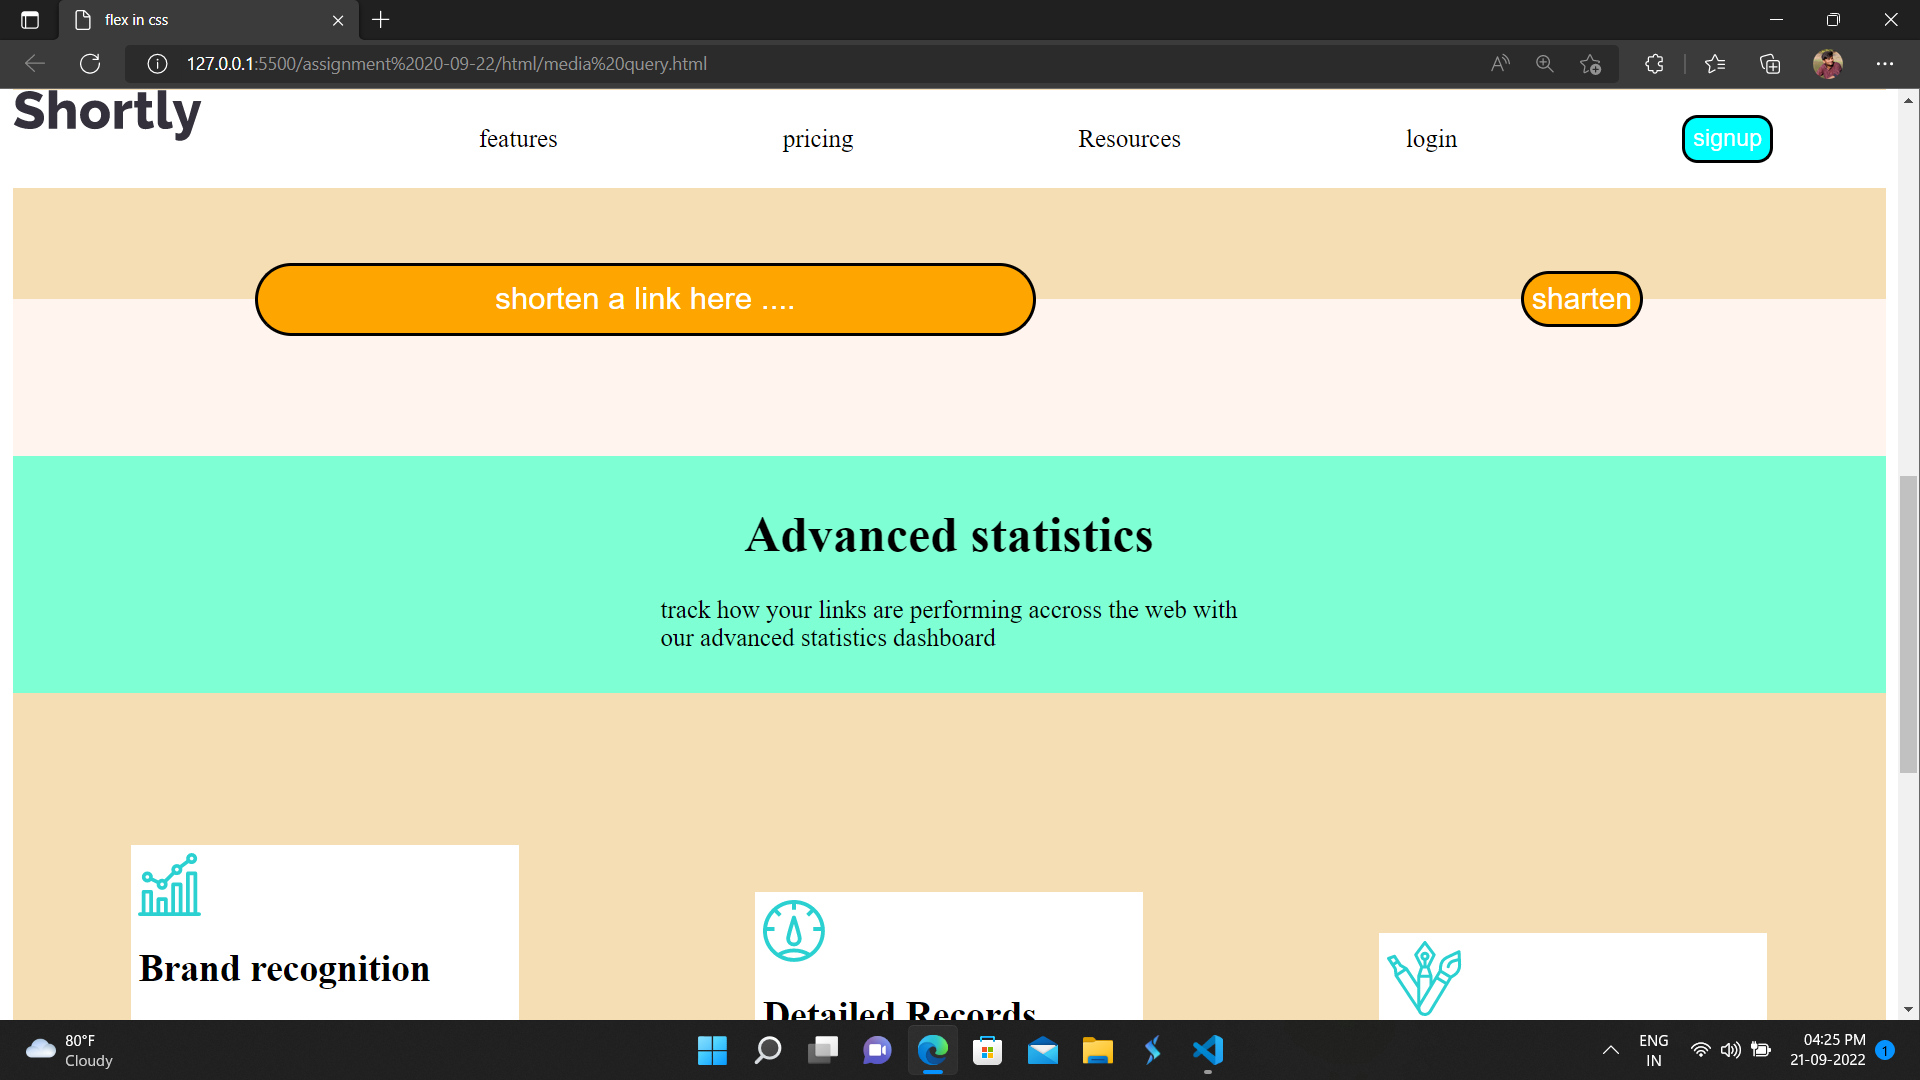 flex in css
127.0.0.1:5500/assignment%2020-09-22/html/media%20query.html
Shortly
features pricing Resources login signup
shorten a link here .... sharten
Advanced statistics
track how your links are performing accross the web with
our advanced statistics dashboard
Brand recognition
Detailed Records
80°F
Cloudy
ENG
IN
04:25 PM
21-09-2022
1